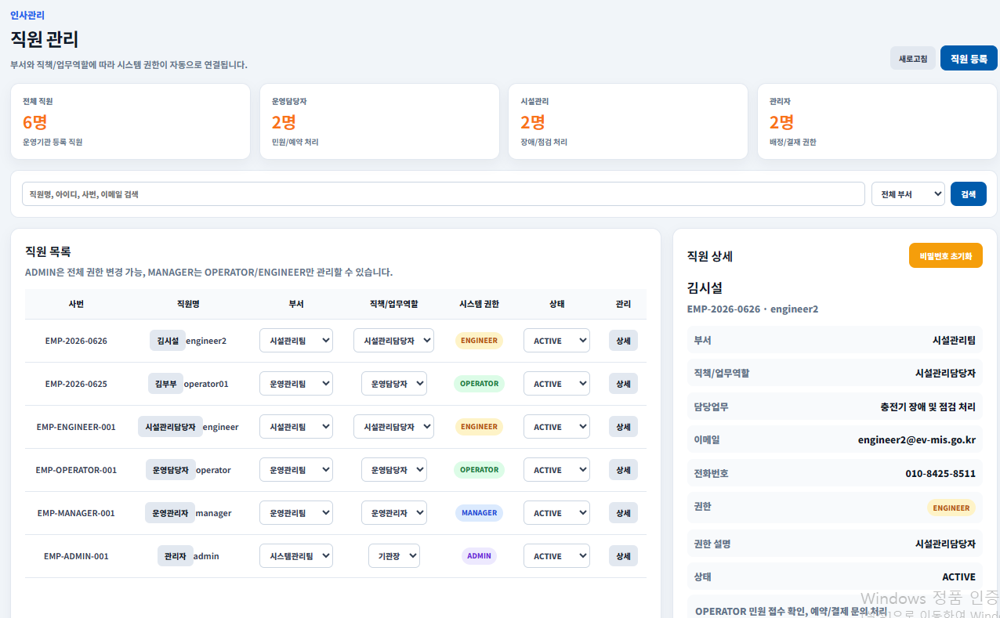 인사관리
직원 관리
부서와 직책/업무역할에 따라 시스템 권한이 자동으로 연결됩니다.
새로고침
직원 등록
전체 직원
6명
운영기관 등록 직원
운영담당자
2명
민원/예약 처리
시설관리
2명
장애/점검 처리
관리자
2명
배정/결재 권한
직원명, 아이디, 사번, 이메일 검색
전체 부서
검색
직원 목록
ADMIN은 전체 권한 변경 가능, MANAGER는 OPERATOR/ENGINEER만 관리할 수 있습니다.
사번 직원명 부서 직책/업무역할 시스템 권한 상태 관리
EMP-2026-0626 김시설 engineer2 시설관리팀 시설관리담당자 ENGINEER ACTIVE 상세
EMP-2026-0625 김부부 operator01 운영관리팀 운영담당자 OPERATOR ACTIVE 상세
EMP-ENGINEER-001 시설관리담당자 engineer 시설관리팀 시설관리담당자 ENGINEER ACTIVE 상세
EMP-OPERATOR-001 운영담당자 operator 운영관리팀 운영담당자 OPERATOR ACTIVE 상세
EMP-MANAGER-001 운영관리자 manager 운영관리팀 운영관리자 MANAGER ACTIVE 상세
EMP-ADMIN-001 관리자 admin 시스템관리팀 기관장 ADMIN ACTIVE 상세
직원 상세
비밀번호 초기화
김시설
EMP-2026-0626 · engineer2
부서 시설관리팀
직책/업무역할 시설관리담당자
담당업무 충전기 장애 및 점검 처리
이메일 engineer2@ev-mis.go.kr
전화번호 010-8425-8511
권한 ENGINEER
권한 설명 시설관리담당자
상태 ACTIVE
OPERATOR 민원 접수 확인, 예약/결제 문의 처리
Windows 정품 인증